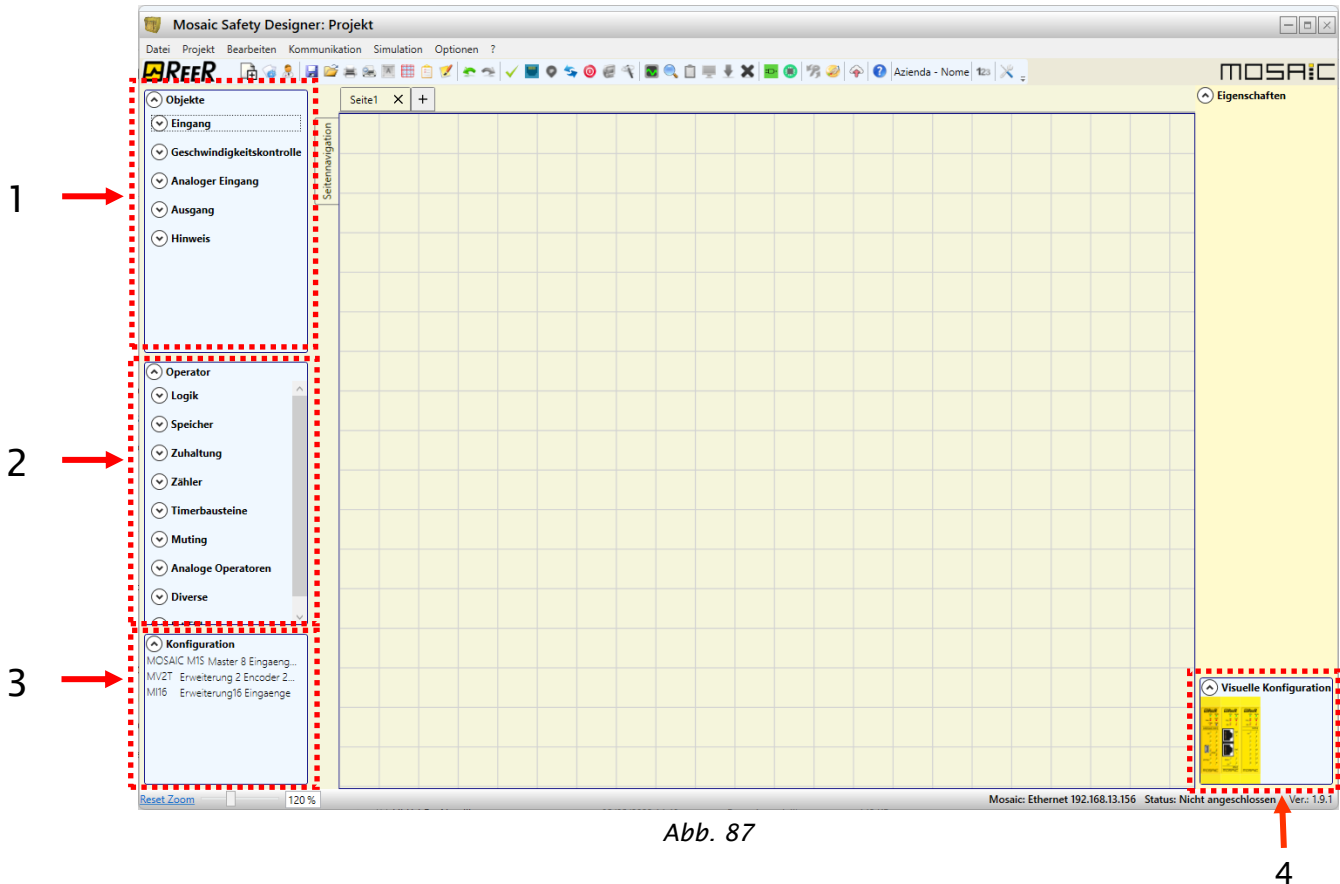 Mosaic Safety Designer: Projekt
Datei Projekt Bearbeiten Kommunikation Simulation Optionen ?
REER
Azienda - Nome 123
MOSAIC
Objekte
Eingang
Geschwindigkeitskontrolle
Analoger Eingang
Ausgang
Hinweis
1
Seite1
Seitennavigation
Eigenschaften
Operator
Logik
Speicher
Zuhaltung
Zähler
Timerbausteine
Muting
Analoge Operatoren
Diverse
2
Konfiguration
MOSAIC M1S Master 8 Eingaeng...
MV2T Erweiterung 2 Encoder 2...
MI16 Erweiterung16 Eingaenge
3
Visuelle Konfiguration
Reset Zoom 120 %
Mosaic: Ethernet 192.168.13.156 Status: Nicht angeschlossen Ver.: 1.9.1
Abb. 87
4